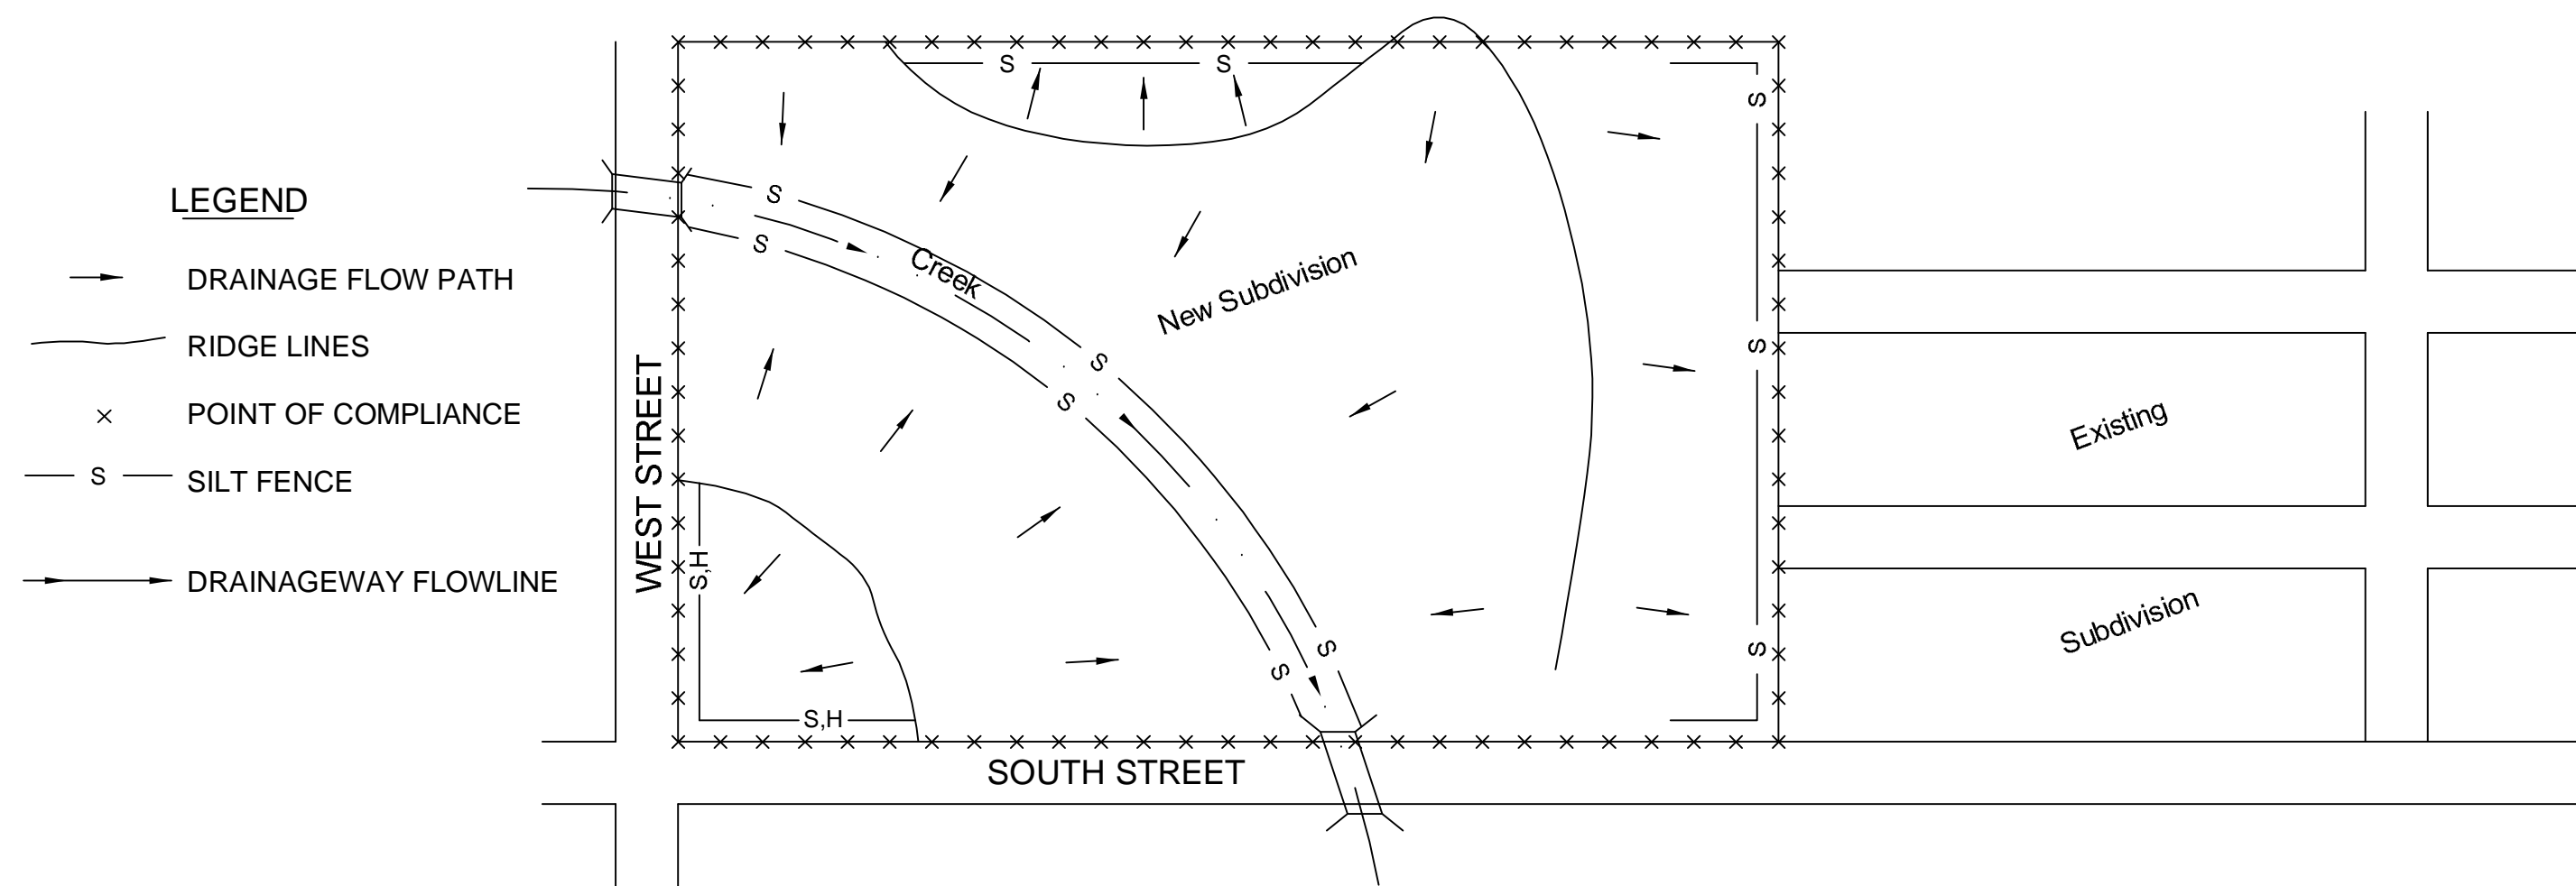 LEGEND
DRAINAGE FLOW PATH
RIDGE LINES
POINT OF COMPLIANCE
S SILT FENCE
DRAINAGEWAY FLOWLINE
WEST STREET
SOUTH STREET
Creek
New Subdivision
Existing
Subdivision
S
S
S
S
S
S
S
S
S
S
S
S,H
S,H